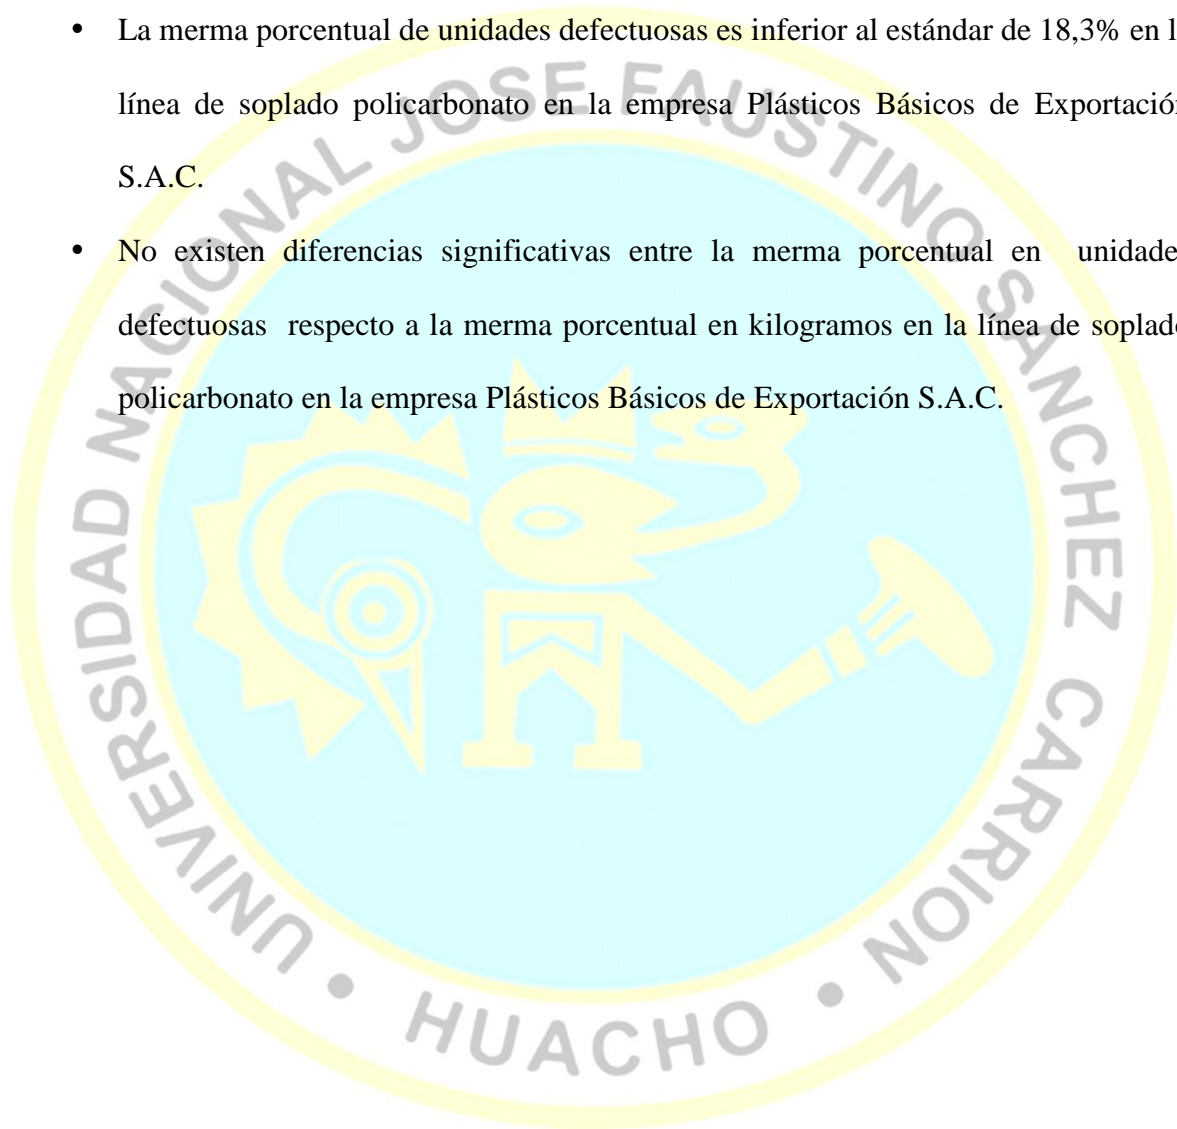 • La merma porcentual de unidades defectuosas es inferior al estándar de 18,3% en l
línea de soplado policarbonato en la empresa Plásticos Básicos de Exportación
S.A.C.
• No existen diferencias significativas entre la merma porcentual en unidade
defectuosas respecto a la merma porcentual en kilogramos en la línea de soplado
policarbonato en la empresa Plásticos Básicos de Exportación S.A.C.
UNIVERSIDAD NACIONAL JOSE FAUSTINO SANCHEZ CARRION
• HUACHO •